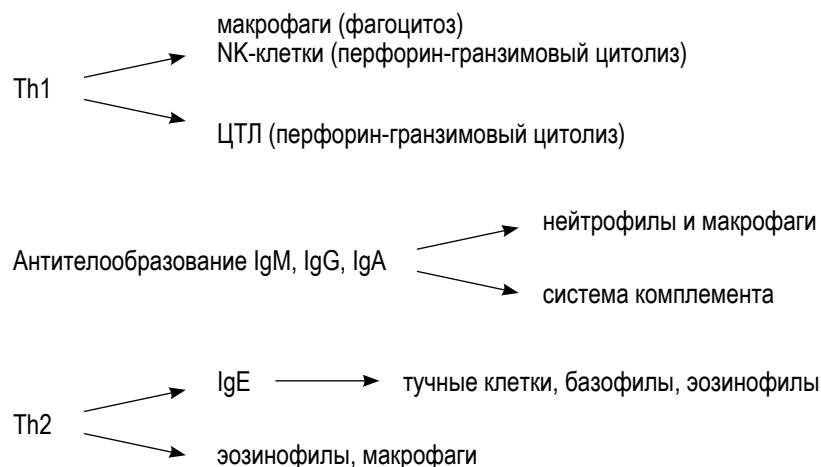 макрофаги (фагоцитоз)
NK-клетки (перфорин-гранзимовый цитолиз)
Th1
ЦТЛ (перфорин-гранзимовый цитолиз)
нейтрофилы и макрофаги
Антителообразование IgM, IgG, IgA
система комплемента
IgE
тучные клетки, базофилы, эозинофилы
Th2
эозинофилы, макрофаги